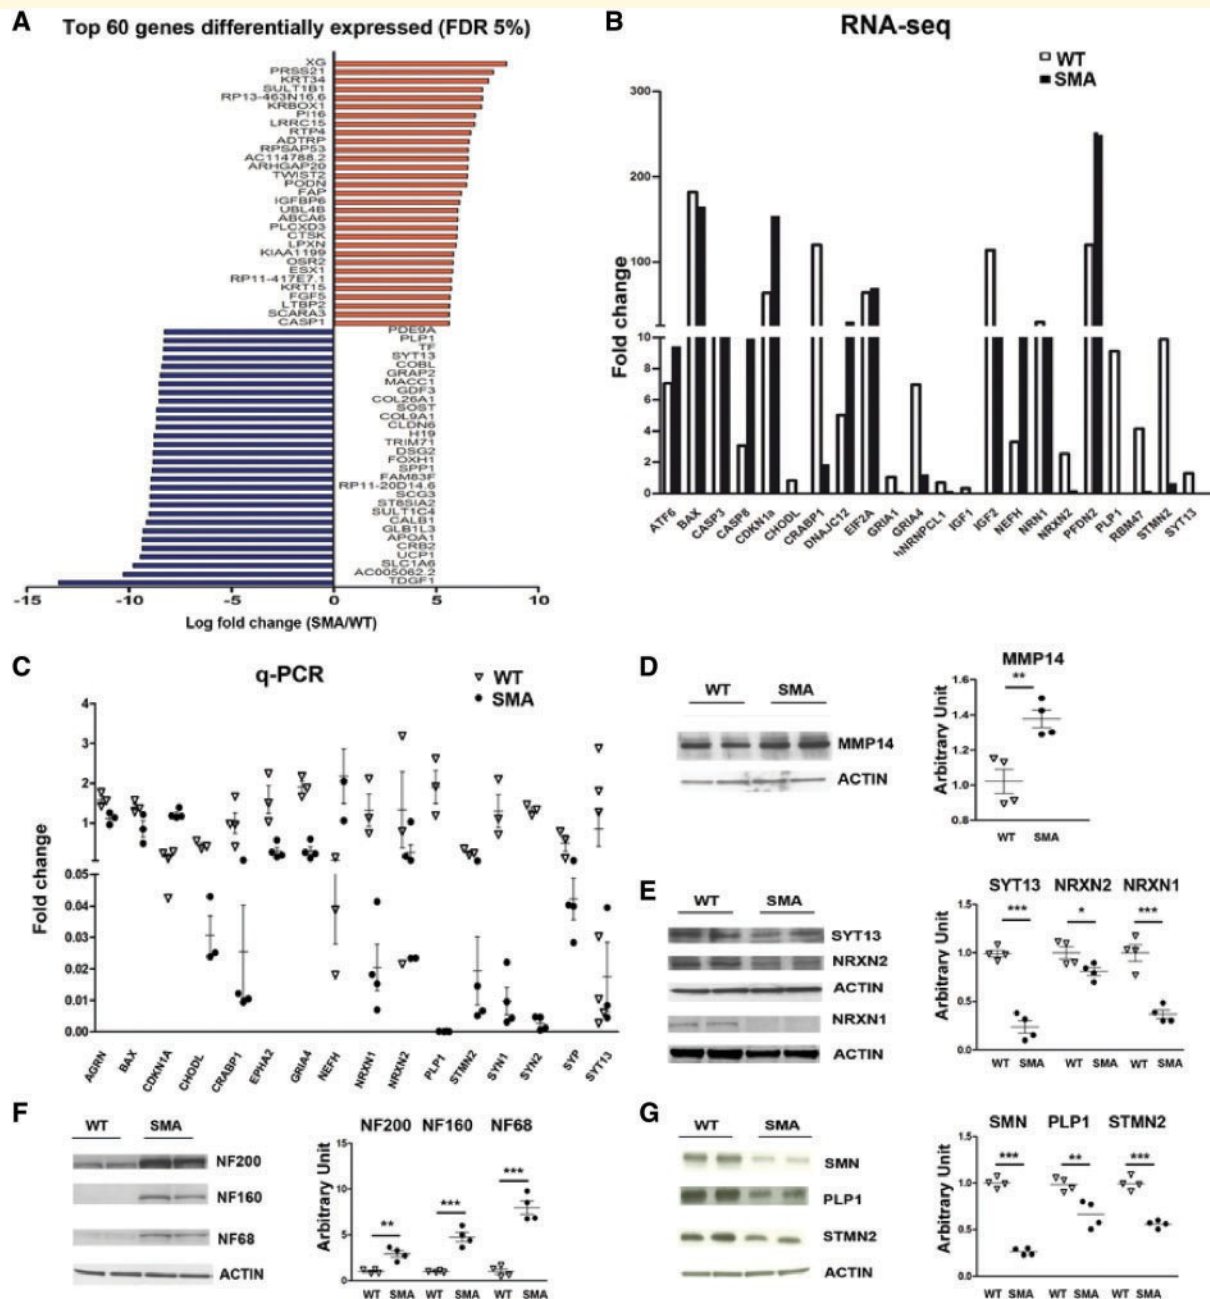 A
Top 60 genes differentially expressed (FDR 5%)
XG
PRSS21
KRT34
SULT1B1
RP13-463N16.6
KRBOX1
PI16
LRRC15
RTP4
ADTRP
RPSAP53
AC114788.2
ARHGAP20
TWIST2
PODN
FAP
IGFBP6
UBL4B
ABCA6
PLCXD3
CTSK
LPXN
KIAA1199
OSR2
ESX1
RP11-417E7.1
KRT15
FGF5
LTBP2
SCARA3
CASP1
PDE9A
PLP1
TF
SYT13
COBL
GRAP2
MACC1
GDF3
COL26A1
SOST
COL9A1
CLDN6
H19
TRIM71
DSG2
FOXH1
SPP1
FAM83F
RP11-20D14.6
SCG3
ST8SIA2
SULT1C4
CALB1
GLB1L3
APOA1
CRB2
UCP1
SLC1A6
AC005062.2
TDGF1
-15 -10 -5 0 5 10
Log fold change (SMA/WT)
B
RNA-seq
WT
SMA
Fold change
300
200
100
10
8
6
4
2
0
ATF6 BAX CASP3 CASP8 CDKN1a CHODL CRABP1 DNAJC12 EIF2A GRIA1 GRIA4 hNRNPCL1 IGF1 IGF2 NEFH NRN1 NRXN2 PFDN2 PLP1 RBM47 STMN2 SYT13
C
q-PCR
WT
SMA
Fold change
4
3
2
1
0.05
0.04
0.03
0.02
0.01
0.00
AGRN BAX CDKN1A CHODL CRABP1 EPHA2 GRIA4 NEFH NRXN1 NRXN2 PLP1 STMN2 SYN1 SYN2 SYP SYT13
D
WT SMA
MMP14
ACTIN
MMP14
**
Arbitrary Unit
1.6
1.4
1.2
1.0
0.8
WT SMA
E
WT SMA
SYT13
NRXN2
ACTIN
NRXN1
ACTIN
SYT13 NRXN2 NRXN1
*** * ***
Arbitrary Unit
1.5
1.0
0.5
0.0
WT SMA WT SMA WT SMA
F
WT SMA
NF200
NF160
NF68
ACTIN
NF200 NF160 NF68
** *** ***
Arbitrary Unit
15
10
5
0
WT SMA WT SMA WT SMA
G
WT SMA
SMN
PLP1
STMN2
ACTIN
SMN PLP1 STMN2
*** ** ***
Arbitrary Unit
1.5
1.0
0.5
0.0
WT SMA WT SMA WT SMA